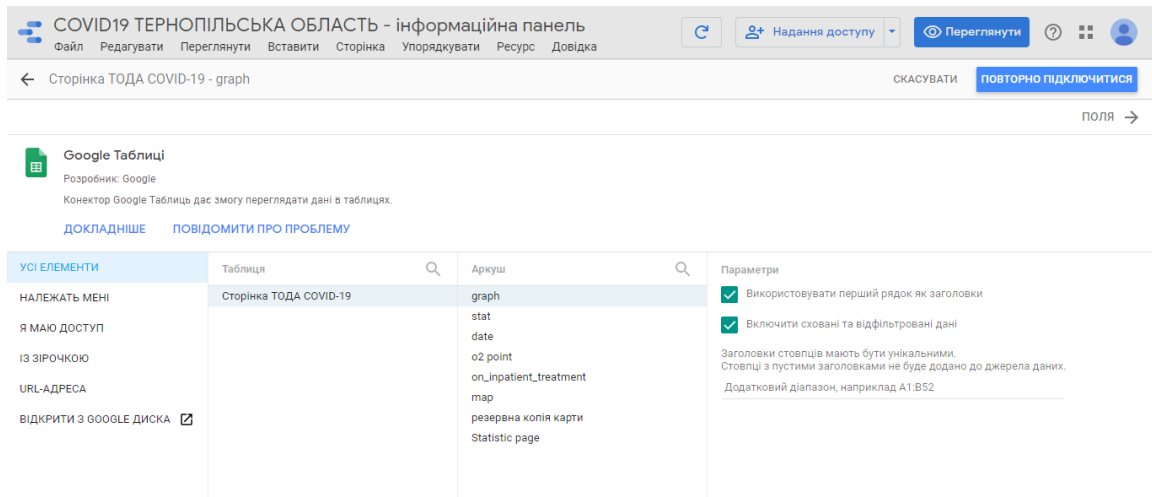 COVID19 ТЕРНОПІЛЬСЬКА ОБЛАСТЬ - інформаційна панель
Файл Редагувати Переглянути Вставити Сторінка Упорядкувати Ресурс Довідка
Надання доступу
Переглянути
Сторінка ТОДА COVID-19 - graph
СКАСУВАТИ
ПОВТОРНО ПІДКЛЮЧИТИСЯ
ПОЛЯ
Google Таблиці
Розробник: Google
Конектор Google Таблиць дає змогу переглядати дані в таблицях.
ДОКЛАДНІШЕ ПОВІДОМИТИ ПРО ПРОБЛЕМУ
УСІ ЕЛЕМЕНТИ
НАЛЕЖАТЬ МЕНІ
Я МАЮ ДОСТУП
ІЗ ЗІРОЧКОЮ
URL-АДРЕСА
ВІДКРИТИ З GOOGLE ДИСКА
Таблиця
Сторінка ТОДА COVID-19
Аркуш
graph
stat
date
o2 point
on_inpatient_treatment
map
резервна копія карти
Statistic page
Параметри
Використовувати перший рядок як заголовки
Включити сховані та відфільтровані дані
Заголовки стовпців мають бути унікальними.
Стовпці з пустими заголовками не буде додано до джерела даних.
Додатковий діапазон, наприклад A1:B52